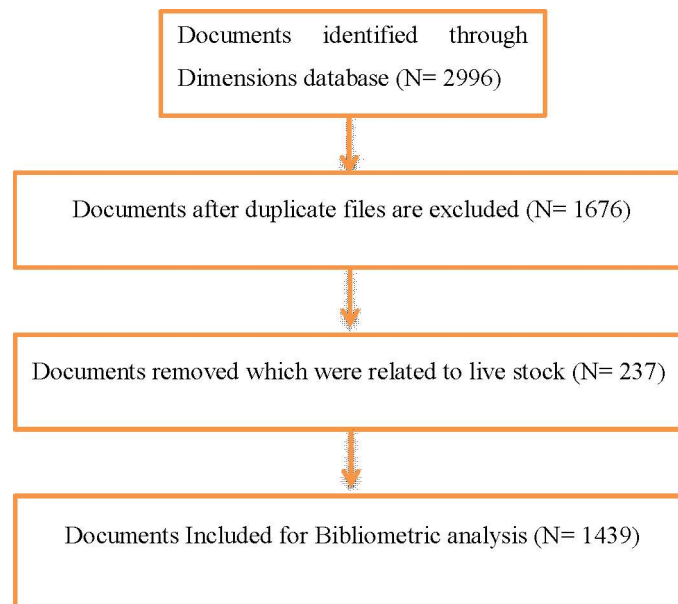 Documents identified through
Dimensions database (N= 2996)
Documents after duplicate files are excluded (N= 1676)
Documents removed which were related to live stock (N= 237)
Documents Included for Bibliometric analysis (N= 1439)